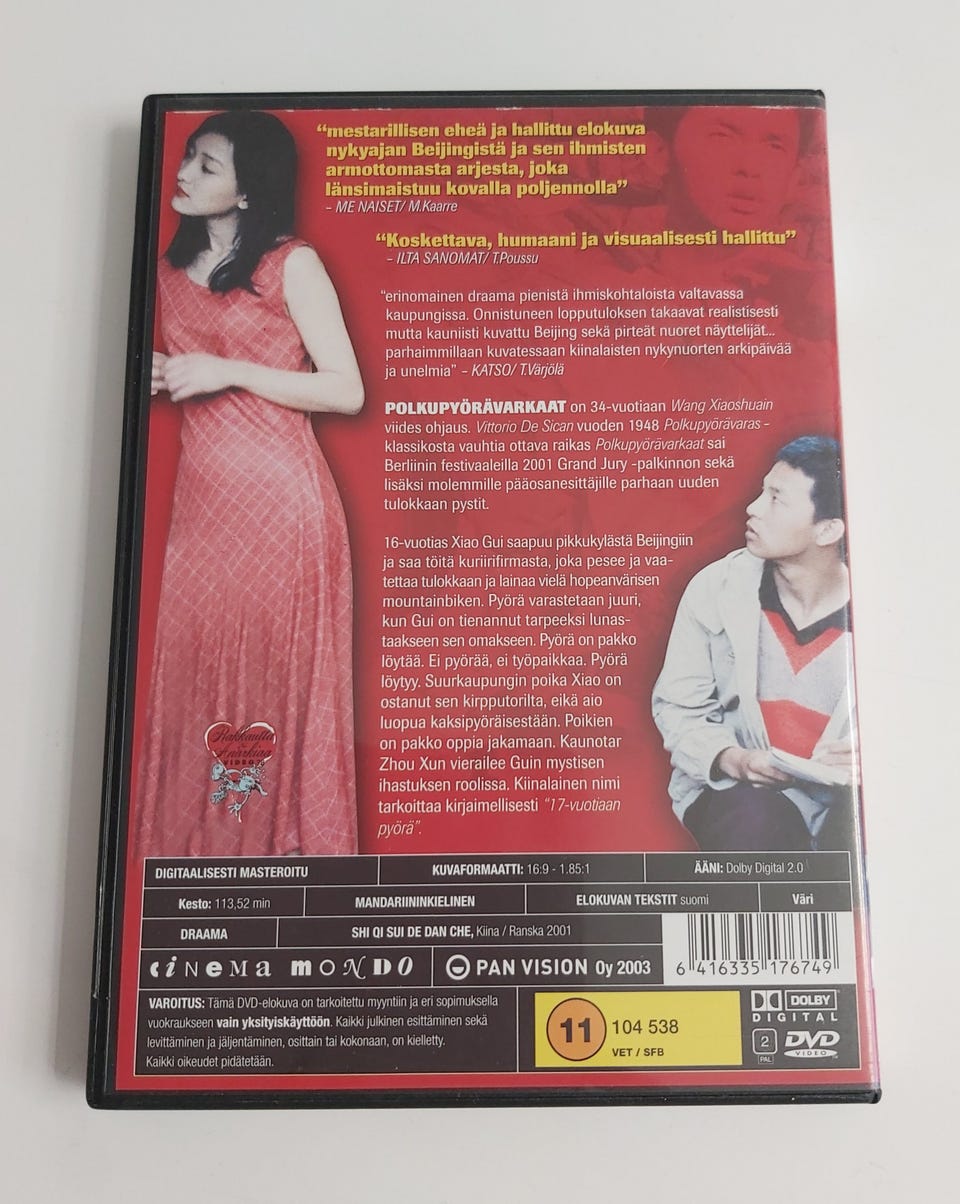 “mestarillisen eheä ja hallittu elokuva
nykyajan Beijingistä ja sen ihmisten
armottomasta arjesta, joka
länsimaistuu kovalla poljennolla”
– ME NAISET/ M.Kaarre
“Koskettava, humaani ja visuaalisesti hallittu”
– ILTA SANOMAT/ T.Poussu
“erinomainen draama pienistä ihmiskohtaloista valtavassa
kaupungissa. Onnistuneen lopputuloksen takaavat realistisesti
mutta kauniisti kuvattu Beijing sekä pirteät nuoret näyttelijät...
parhaimmillaan kuvatessaan kiinalaisten nykynuorten arkipäivää
ja unelmia” – KATSO/ T.Värjölä
POLKUPYÖRÄVARKAAT on 34-vuotiaan Wang Xiaoshuain
viides ohjaus. Vittorio De Sican vuoden 1948 Polkupyörävaras -
klassikosta vauhtia ottava raikas Polkupyörävarkaat sai
Berliinin festivaaleilla 2001 Grand Jury -palkinnon sekä
lisäksi molemmille pääosanesittäjille parhaan uuden
tulokkaan pystit.
16-vuotias Xiao Gui saapuu pikkukylästä Beijingiin
ja saa töitä kuriirifirmasta, joka pesee ja vaa-
tettaa tulokkaan ja lainaa vielä hopeanvärisen
mountainbiken. Pyörä varastetaan juuri,
kun Gui on tienannut tarpeeksi lunas-
taakseen sen omakseen. Pyörä on pakko
löytää. Ei pyörää, ei työpaikkaa. Pyörä
löytyy. Suurkaupungin poika Xiao on
ostanut sen kirpputorilta, eikä aio
luopua kaksipyöräisestään. Poikien
on pakko oppia jakamaan. Kaunotar
Zhou Xun vierailee Guin mystisen
ihastuksen roolissa. Kiinalainen nimi
tarkoittaa kirjaimellisesti “17-vuotiaan
pyörä”.
Rakkautta
Anarkiaa
VIDEO
DIGITAALISESTI MASTEROITU KUVAFORMAATTI: 16:9 - 1.85:1 ÄÄNI: Dolby Digital 2.0
Kesto: 113,52 min MANDARIININKIELINEN ELOKUVAN TEKSTIT suomi Väri
DRAAMA SHI QI SUI DE DAN CHE, Kiina / Ranska 2001
CiNeMa moNDO PAN VISION Oy 2003
6 416335 176749
VAROITUS: Tämä DVD-elokuva on tarkoitettu myyntiin ja eri sopimuksella
vuokraukseen vain yksityiskäyttöön. Kaikki julkinen esittäminen sekä
levittäminen ja jäljentäminen, osittain tai kokonaan, on kielletty.
Kaikki oikeudet pidätetään.
11 104 538
VET / SFB
DOLBY
DIGITAL
2
PAL
DVD
VIDEO